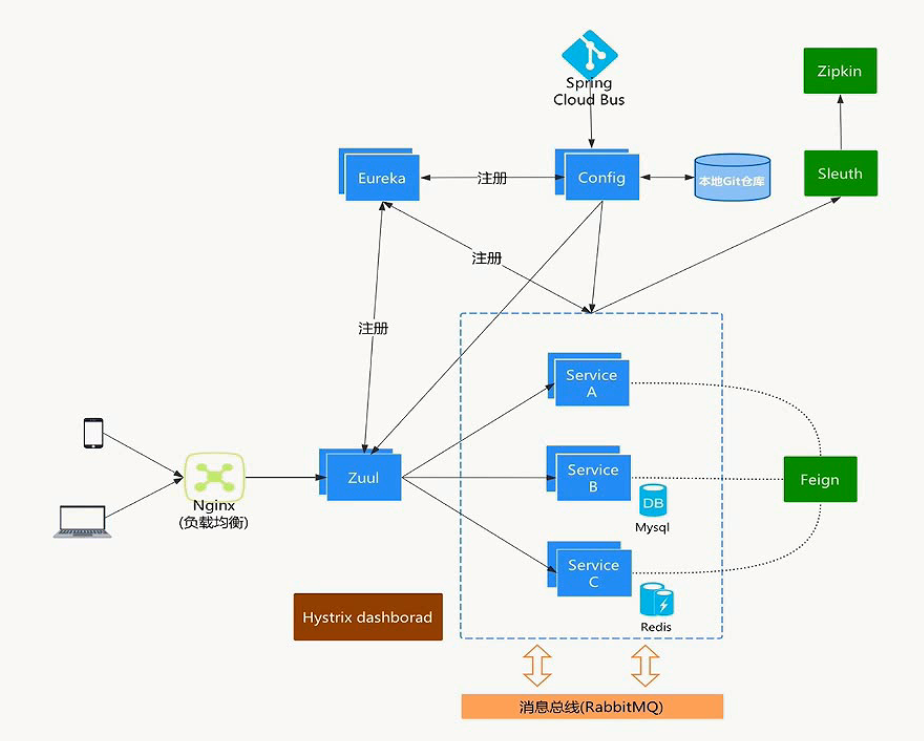 Spring
Cloud Bus
Zipkin
Eureka
注册
Config
本地Git仓库
Sleuth
注册
注册
Service
A
Nginx
(负载均衡)
Zuul
Service
B
DB
Mysql
Feign
Service
C
Redis
Hystrix dashborad
消息总线(RabbitMQ)